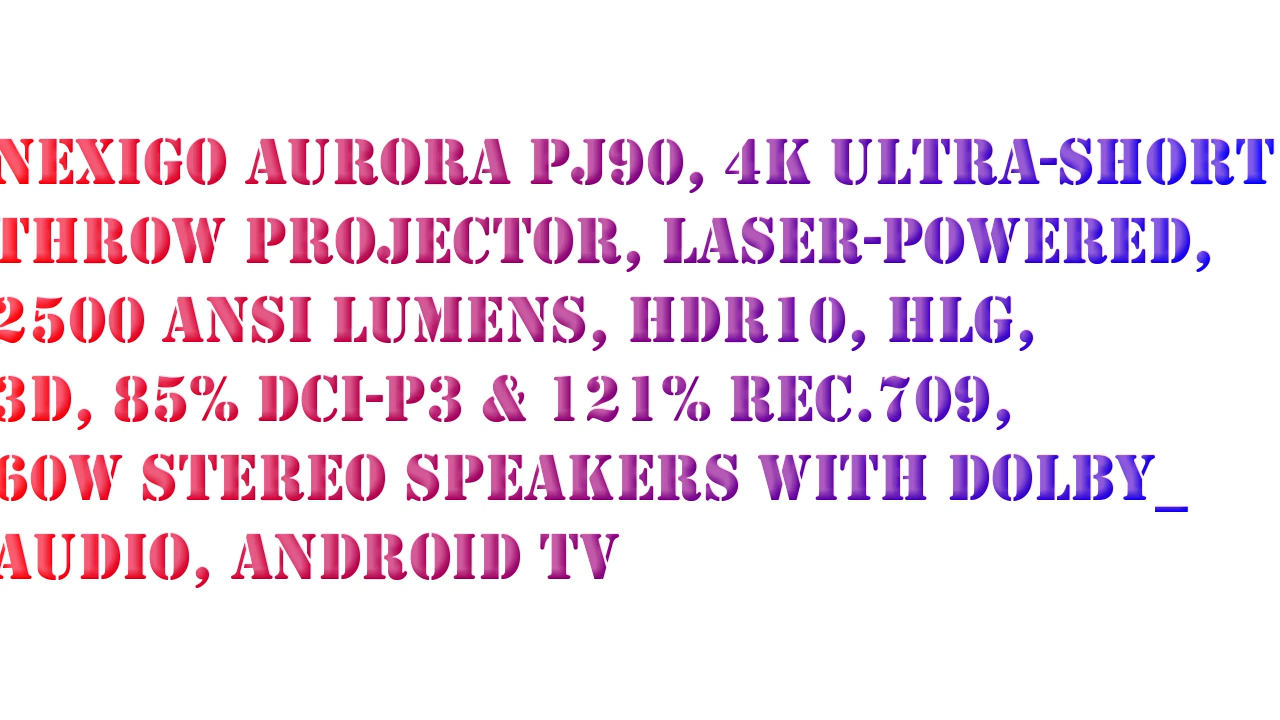 NEXIGO AURORA PJ90, 4K ULTRA-SHORT
THROW PROJECTOR, LASER-POWERED,
2500 ANSI LUMENS, HDR10, HLG,
3D, 85% DCI-P3 & 121% REC.709,
60W STEREO SPEAKERS WITH DOLBY_
AUDIO, ANDROID TV